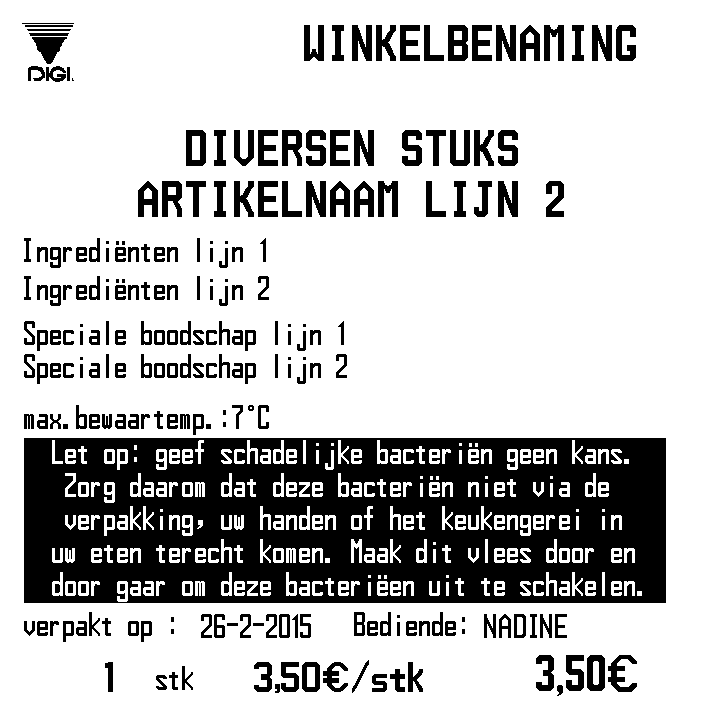 DIGI.
WINKELBENAMING
DIVERSEN STUKS
ARTIKELNAAM LIJN 2
Ingrediënten lijn 1
Ingrediënten lijn 2
Speciale boodschap lijn 1
Speciale boodschap lijn 2
max.bewaartemp.:7°C
Let op: geef schadelijke bacteriën geen kans.
Zorg daarom dat deze bacteriën niet via de
verpakking, uw handen of het keukengerei in
uw eten terecht komen. Maak dit vlees door en
door gaar om deze bacteriëen uit te schakelen.
verpakt op : 26-2-2015 Bediende: NADINE
1 stk 3,50€/stk 3,50€